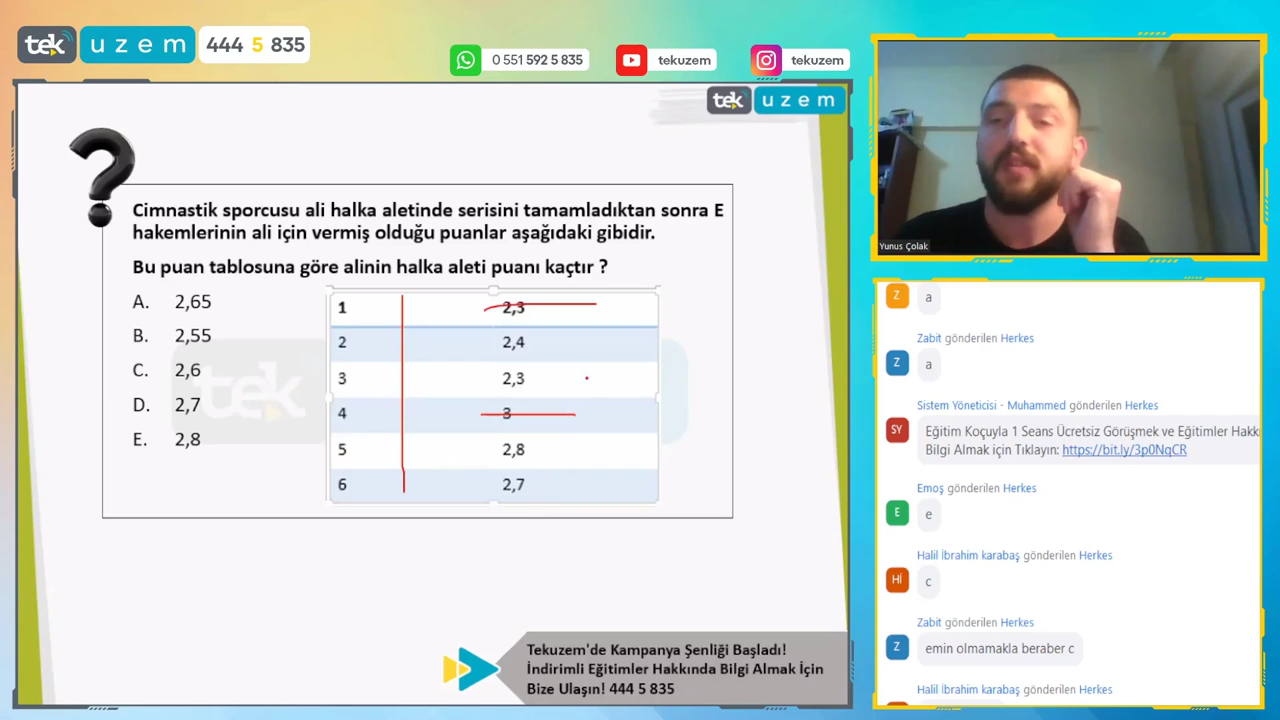 tek uzem 444 5 835
0 551 592 5 835
tekuzem
tekuzem
tek uzem
Cimnastik sporcusu ali halka aletinde serisini tamamladıktan sonra E
hakemlerinin ali için vermiş olduğu puanlar aşağıdaki gibidir.
Bu puan tablosuna göre alinin halka aleti puanı kaçtır ?
A. 2,65
B. 2,55
C. 2,6
D. 2,7
E. 2,8
1 2,3
2 2,4
3 2,3
4 3
5 2,8
6 2,7
tek
Tekuzem'de Kampanya Şenliği Başladı!
İndirimli Eğitimler Hakkında Bilgi Almak İçin
Bize Ulaşın! 444 5 835
Yunus Çolak
Z
a
Zabit gönderilen Herkes
Z
a
Sistem Yöneticisi - Muhammed gönderilen Herkes
SY
Eğitim Koçuyla 1 Seans Ücretsiz Görüşmek ve Eğitimler Hakkı
Bilgi Almak için Tıklayın: https://bit.ly/3p0NqCR
Emoş gönderilen Herkes
E
e
Halil İbrahim karabaş gönderilen Herkes
Hİ
c
Zabit gönderilen Herkes
Z
emin olmamakla beraber c
Halil İbrahim karabaş gönderilen Herkes